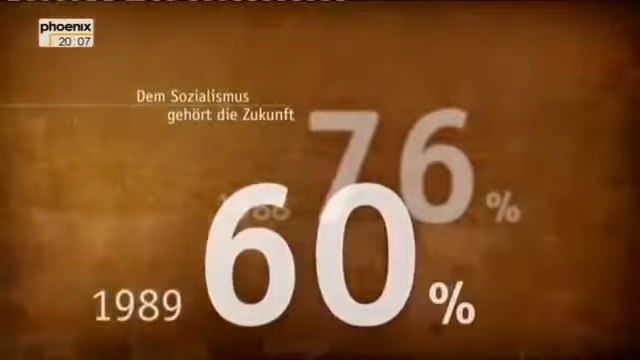 phoenix
20:07
Dem Sozialismus
gehört die Zukunft
76 %
1989 60 %